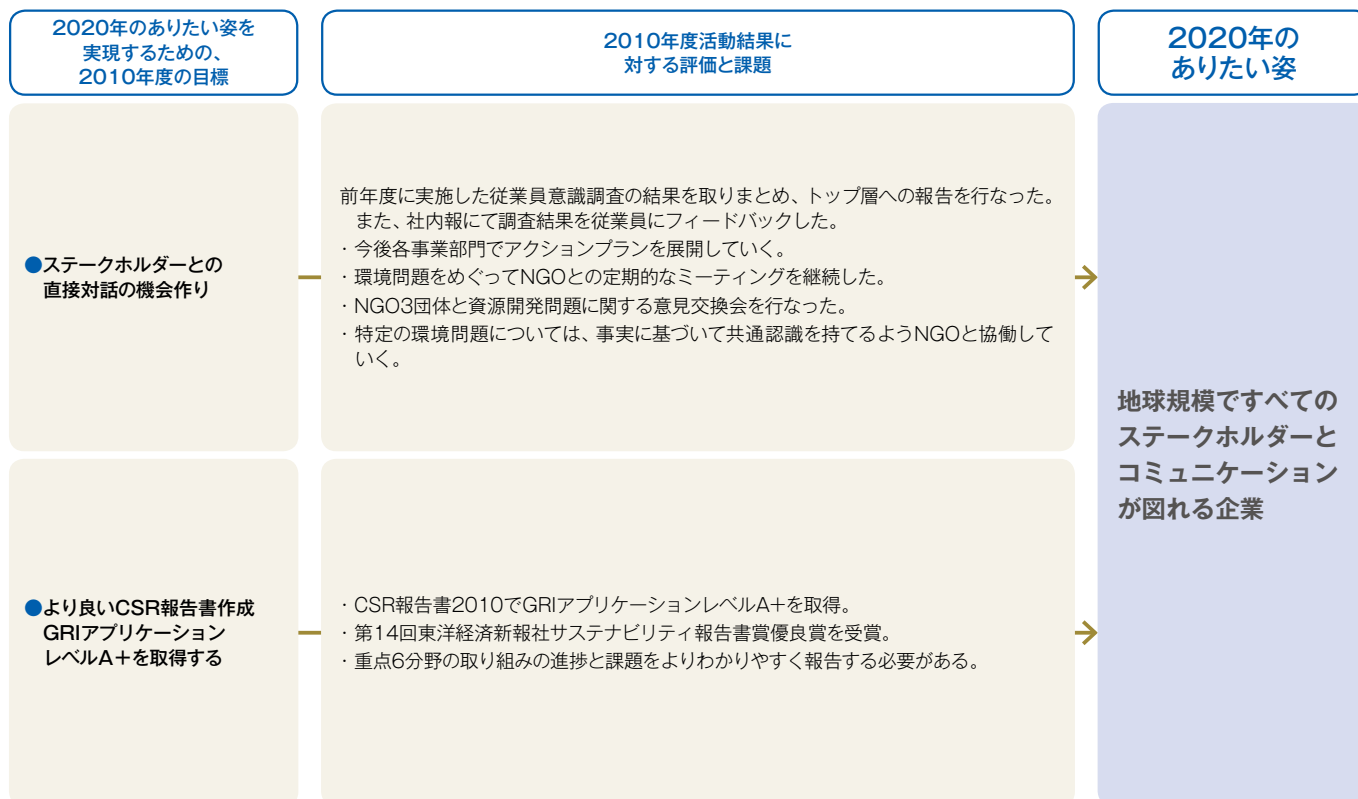 2020年のありたい姿を
実現するための、
2010年度の目標
2010年度活動結果に
対する評価と課題
2020年の
ありたい姿
●ステークホルダーとの
直接対話の機会作り
前年度に実施した従業員意識調査の結果を取りまとめ、トップ層への報告を行なった。
また、社内報にて調査結果を従業員にフィードバックした。
・今後各事業部門でアクションプランを展開していく。
・環境問題をめぐってNGOとの定期的なミーティングを継続した。
・NGO3団体と資源開発問題に関する意見交換会を行なった。
・特定の環境問題については、事実に基づいて共通認識を持てるようNGOと協働して
いく。
●より良いCSR報告書作成
GRIアプリケーション
レベルA+を取得する
・CSR報告書2010でGRIアプリケーションレベルA+を取得。
・第14回東洋経済新報社サステナビリティ報告書賞優良賞を受賞。
・重点6分野の取り組みの進捗と課題をよりわかりやすく報告する必要がある。
地球規模ですべての
ステークホルダーと
コミュニケーション
が図れる企業